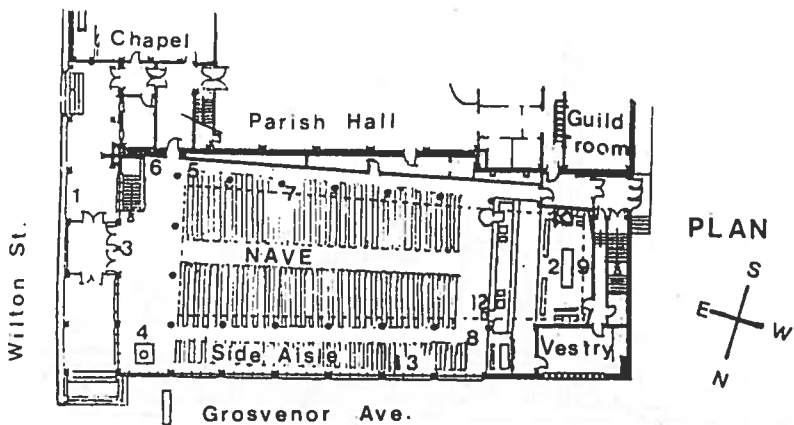 Chapel
Parish Hall
Guild
room
6
5
7
1
Wilton St.
3
NAVE
2
9
PLAN
S
E
W
N
12
4
8
Side Aisle
13
Vestry
Grosvenor Ave.